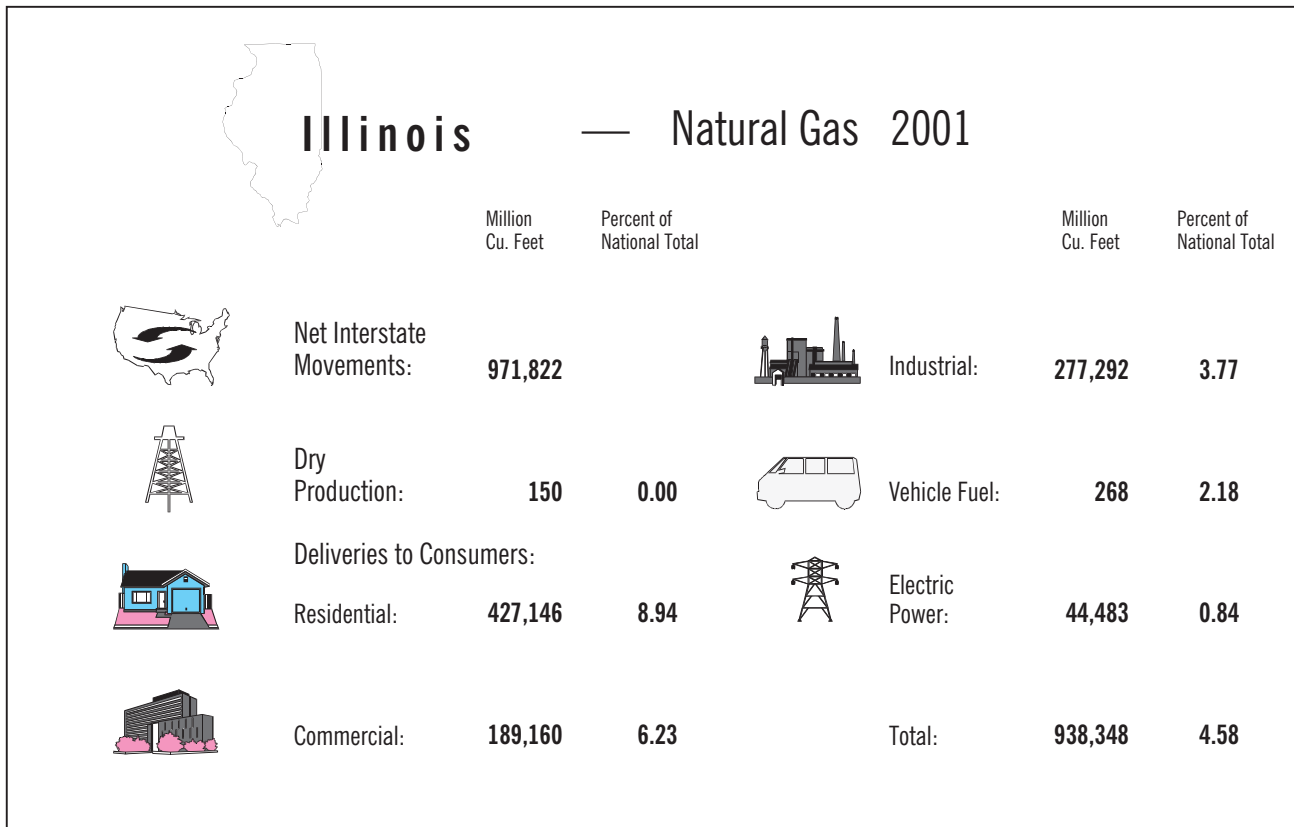 Illinois — Natural Gas 2001
Million Cu. Feet
Percent of National Total
Net Interstate
Movements: 971,822
Dry
Production: 150 0.00
Deliveries to Consumers:
Residential: 427,146 8.94
Commercial: 189,160 6.23
Million Cu. Feet
Percent of National Total
Industrial: 277,292 3.77
Vehicle Fuel: 268 2.18
Electric
Power: 44,483 0.84
Total: 938,348 4.58